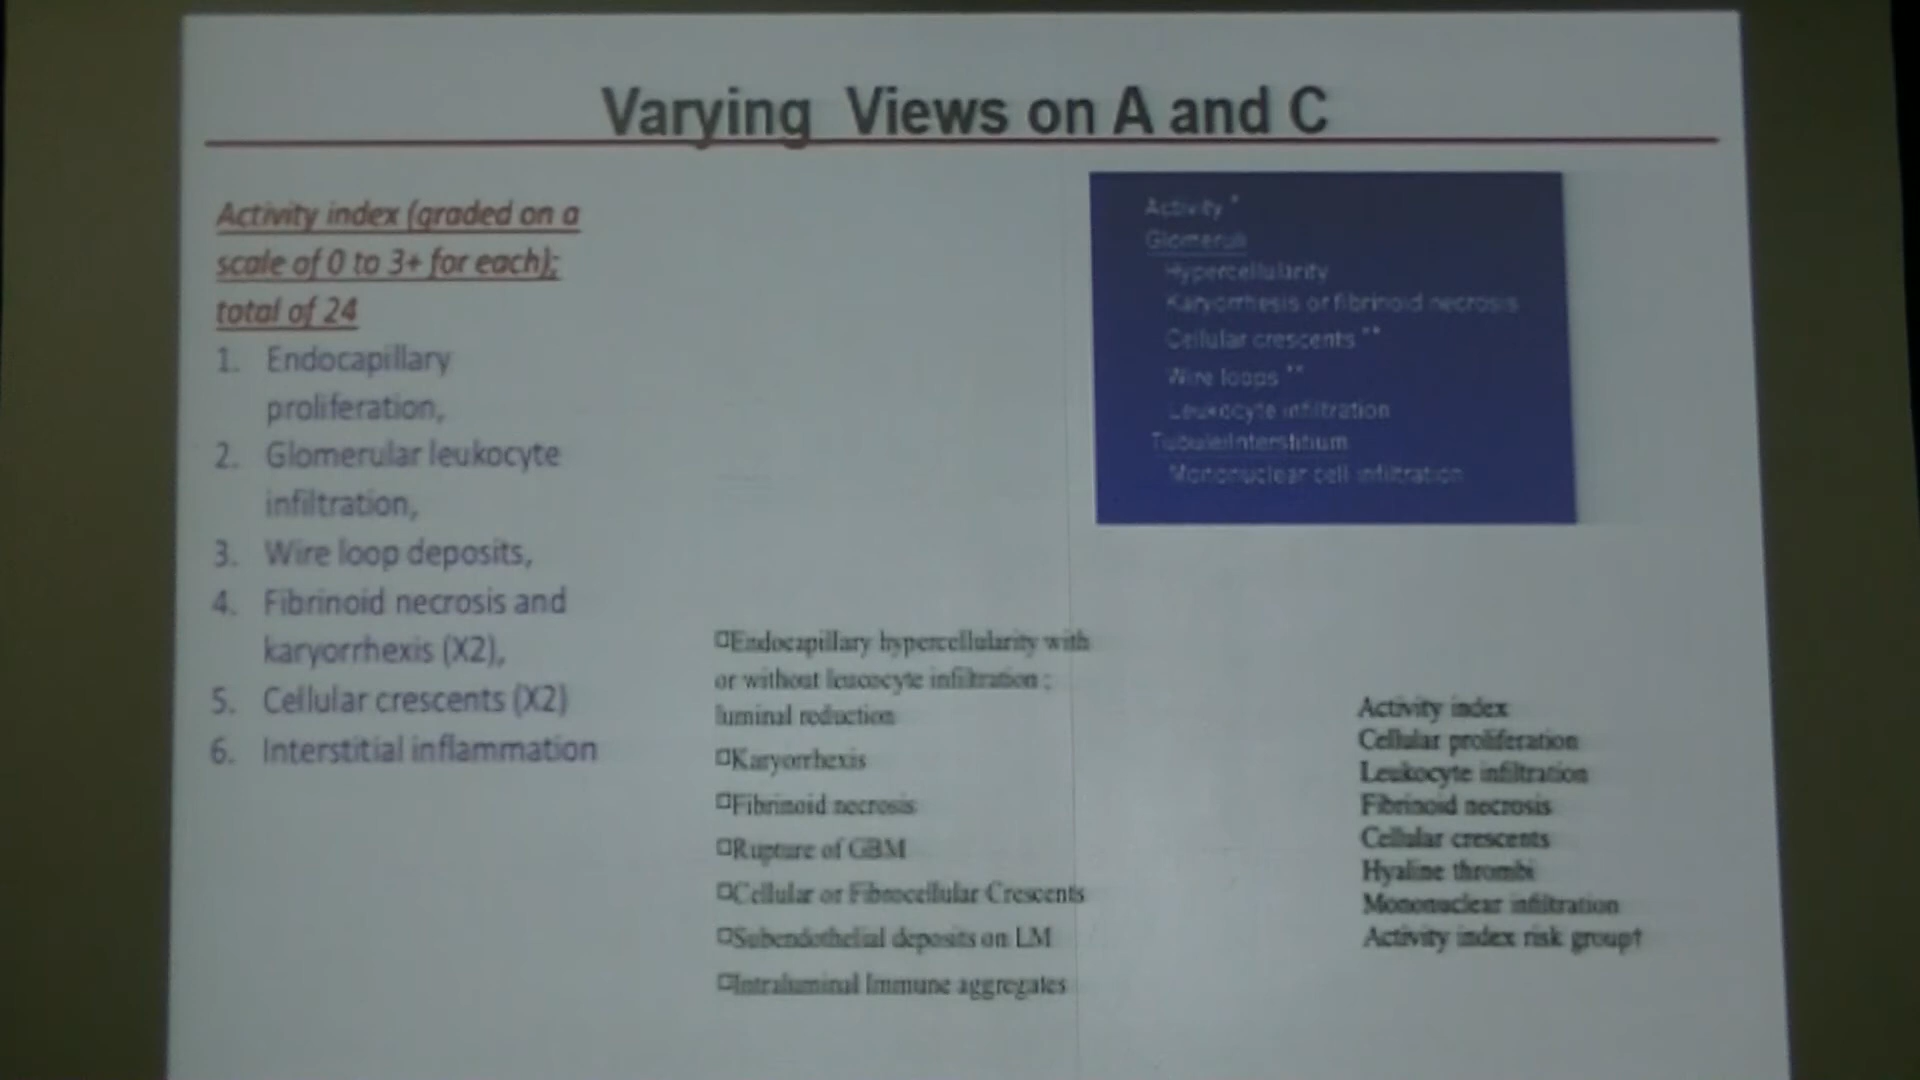 Varying Views on A and C
Activity index (graded on a
scale of 0 to 3+ for each);
total of 24
1. Endocapillary
proliferation,
2. Glomerular leukocyte
infiltration,
3. Wire loop deposits,
4. Fibrinoid necrosis and
karyorrhexis (X2),
5. Cellular crescents (X2)
6. Interstitial inflammation
Activity *
Glomeruli
Hypercellularity
Karyorrhesis or fibrinoid necrosis
Cellular crescents **
Wire loops **
Leukocyte infiltration
Tubule/Interstitium
Mononuclear cell infiltration
□Endocapillary hypercellularity with
or without leucocyte infiltration ;
luminal reduction
□Karyorrhexis
□Fibrinoid necrosis
□Rupture of GBM
□Cellular or Fibrocellular Crescents
□Subendothelial deposits on LM
□Intraluminal Immune aggregates
Activity index
Cellular proliferation
Leukocyte infiltration
Fibrinoid necrosis
Cellular crescents
Hyaline thrombi
Mononuclear infiltration
Activity index risk group†